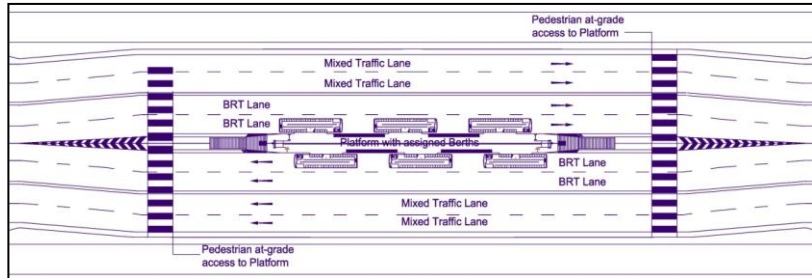 Pedestrian at-grade
access to Platform
Mixed Traffic Lane
Mixed Traffic Lane
BRT Lane
BRT Lane
Platform with assigned Berths
BRT Lane
BRT Lane
Mixed Traffic Lane
Mixed Traffic Lane
Pedestrian at-grade
access to Platform